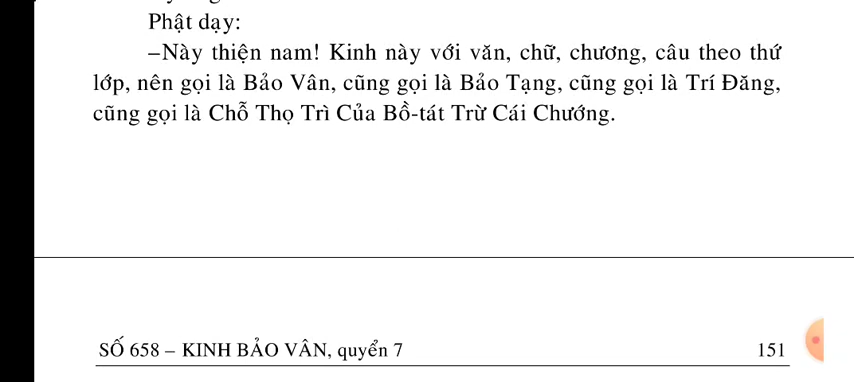 Phật dạy:
–Này thiện nam! Kinh này với văn, chữ, chương, câu theo thứ
lớp, nên gọi là Bảo Vân, cũng gọi là Bảo Tạng, cũng gọi là Trí Đăng,
cũng gọi là Chỗ Thọ Trì Của Bồ-tát Trừ Cái Chướng.
SỐ 658 – KINH BẢO VÂN, quyển 7 151